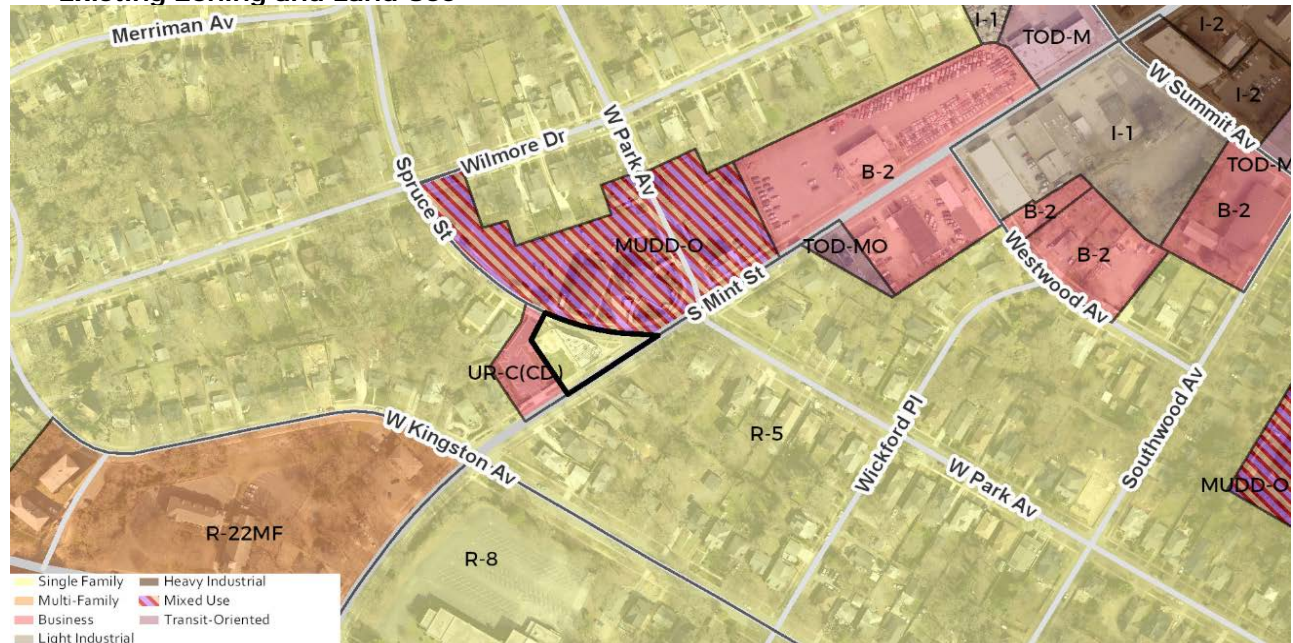 Existing Zoning and Land Use
Merriman Av
I-1
TOD-M
I-2
W Summit Av
I-2
W Park Av
Wilmore Dr
I-1
Spruce St
B-2
TOD-M
B-2
B-2
MUDD-O
TOD-MO
B-2
Westwood Av
S Mint St
UR-C(CD)
W Kingston Av
R-5
Wickford Pl
Southwood Av
W Park Av
MUDD-O
R-22MF
R-8
Single Family
Heavy Industrial
Multi-Family
Mixed Use
Business
Transit-Oriented
Light Industrial